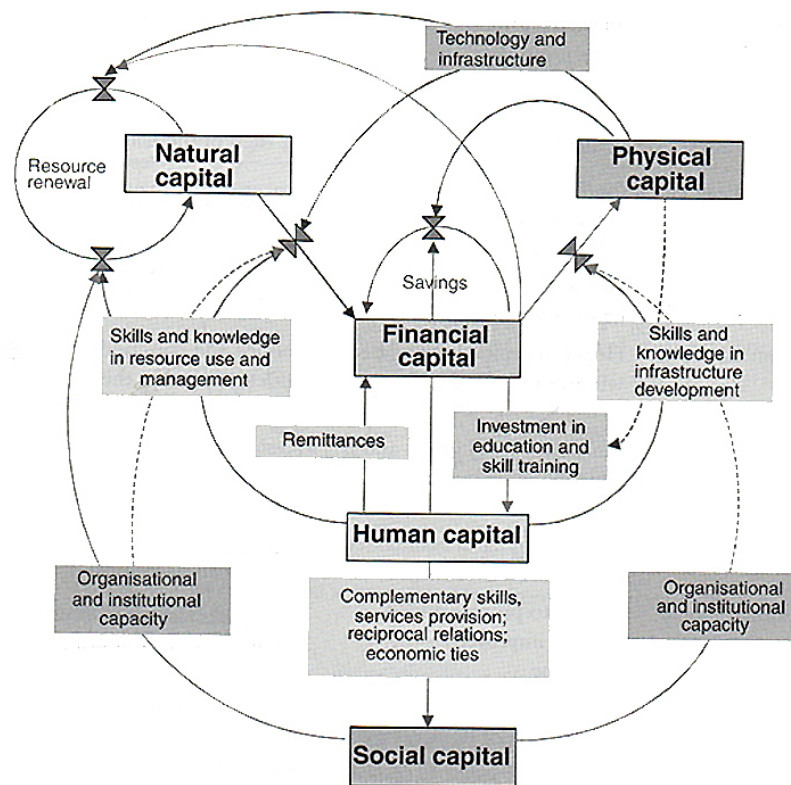 Technology and
infrastructure
Natural
capital
Physical
capital
Resource
renewal
Savings
Financial
capital
Skills and knowledge
in resource use and
management
Skills and
knowledge in
infrastructure
development
Remittances
Investment in
education and
skill training
Human capital
Organisational
and institutional
capacity
Complementary skills,
services provision;
reciprocal relations;
economic ties
Organisational
and institutional
capacity
Social capital